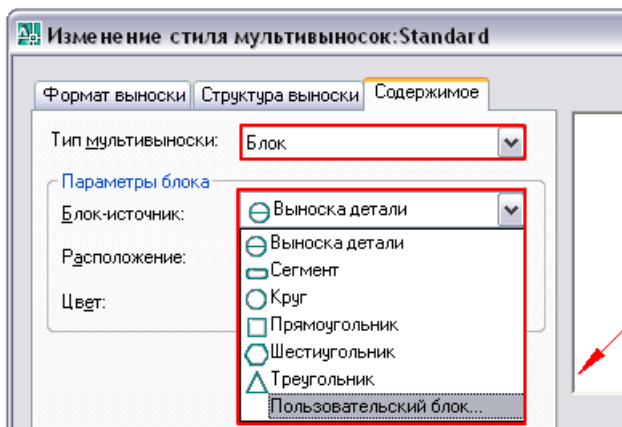 Изменение стиля мультивыносок:Standard
Формат выноски Структура выноски Содержимое
Тип мультивыноски: Блок
Параметры блока
Блок-источник: Выноска детали
Выноска детали
Расположение:
Сегмент
Цвет:
Круг
Прямоугольник
Шестиугольник
Треугольник
Пользовательский блок...